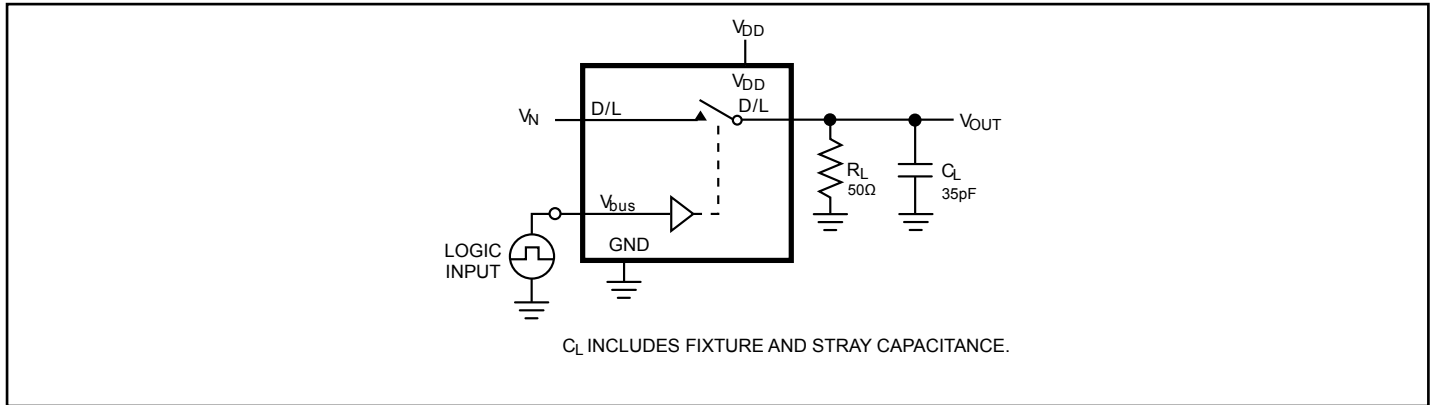 VDD
VDD
VN
D/L
D/L
VOUT
RL
50Ω
CL
35pF
Vbus
LOGIC
INPUT
GND
CL INCLUDES FIXTURE AND STRAY CAPACITANCE.